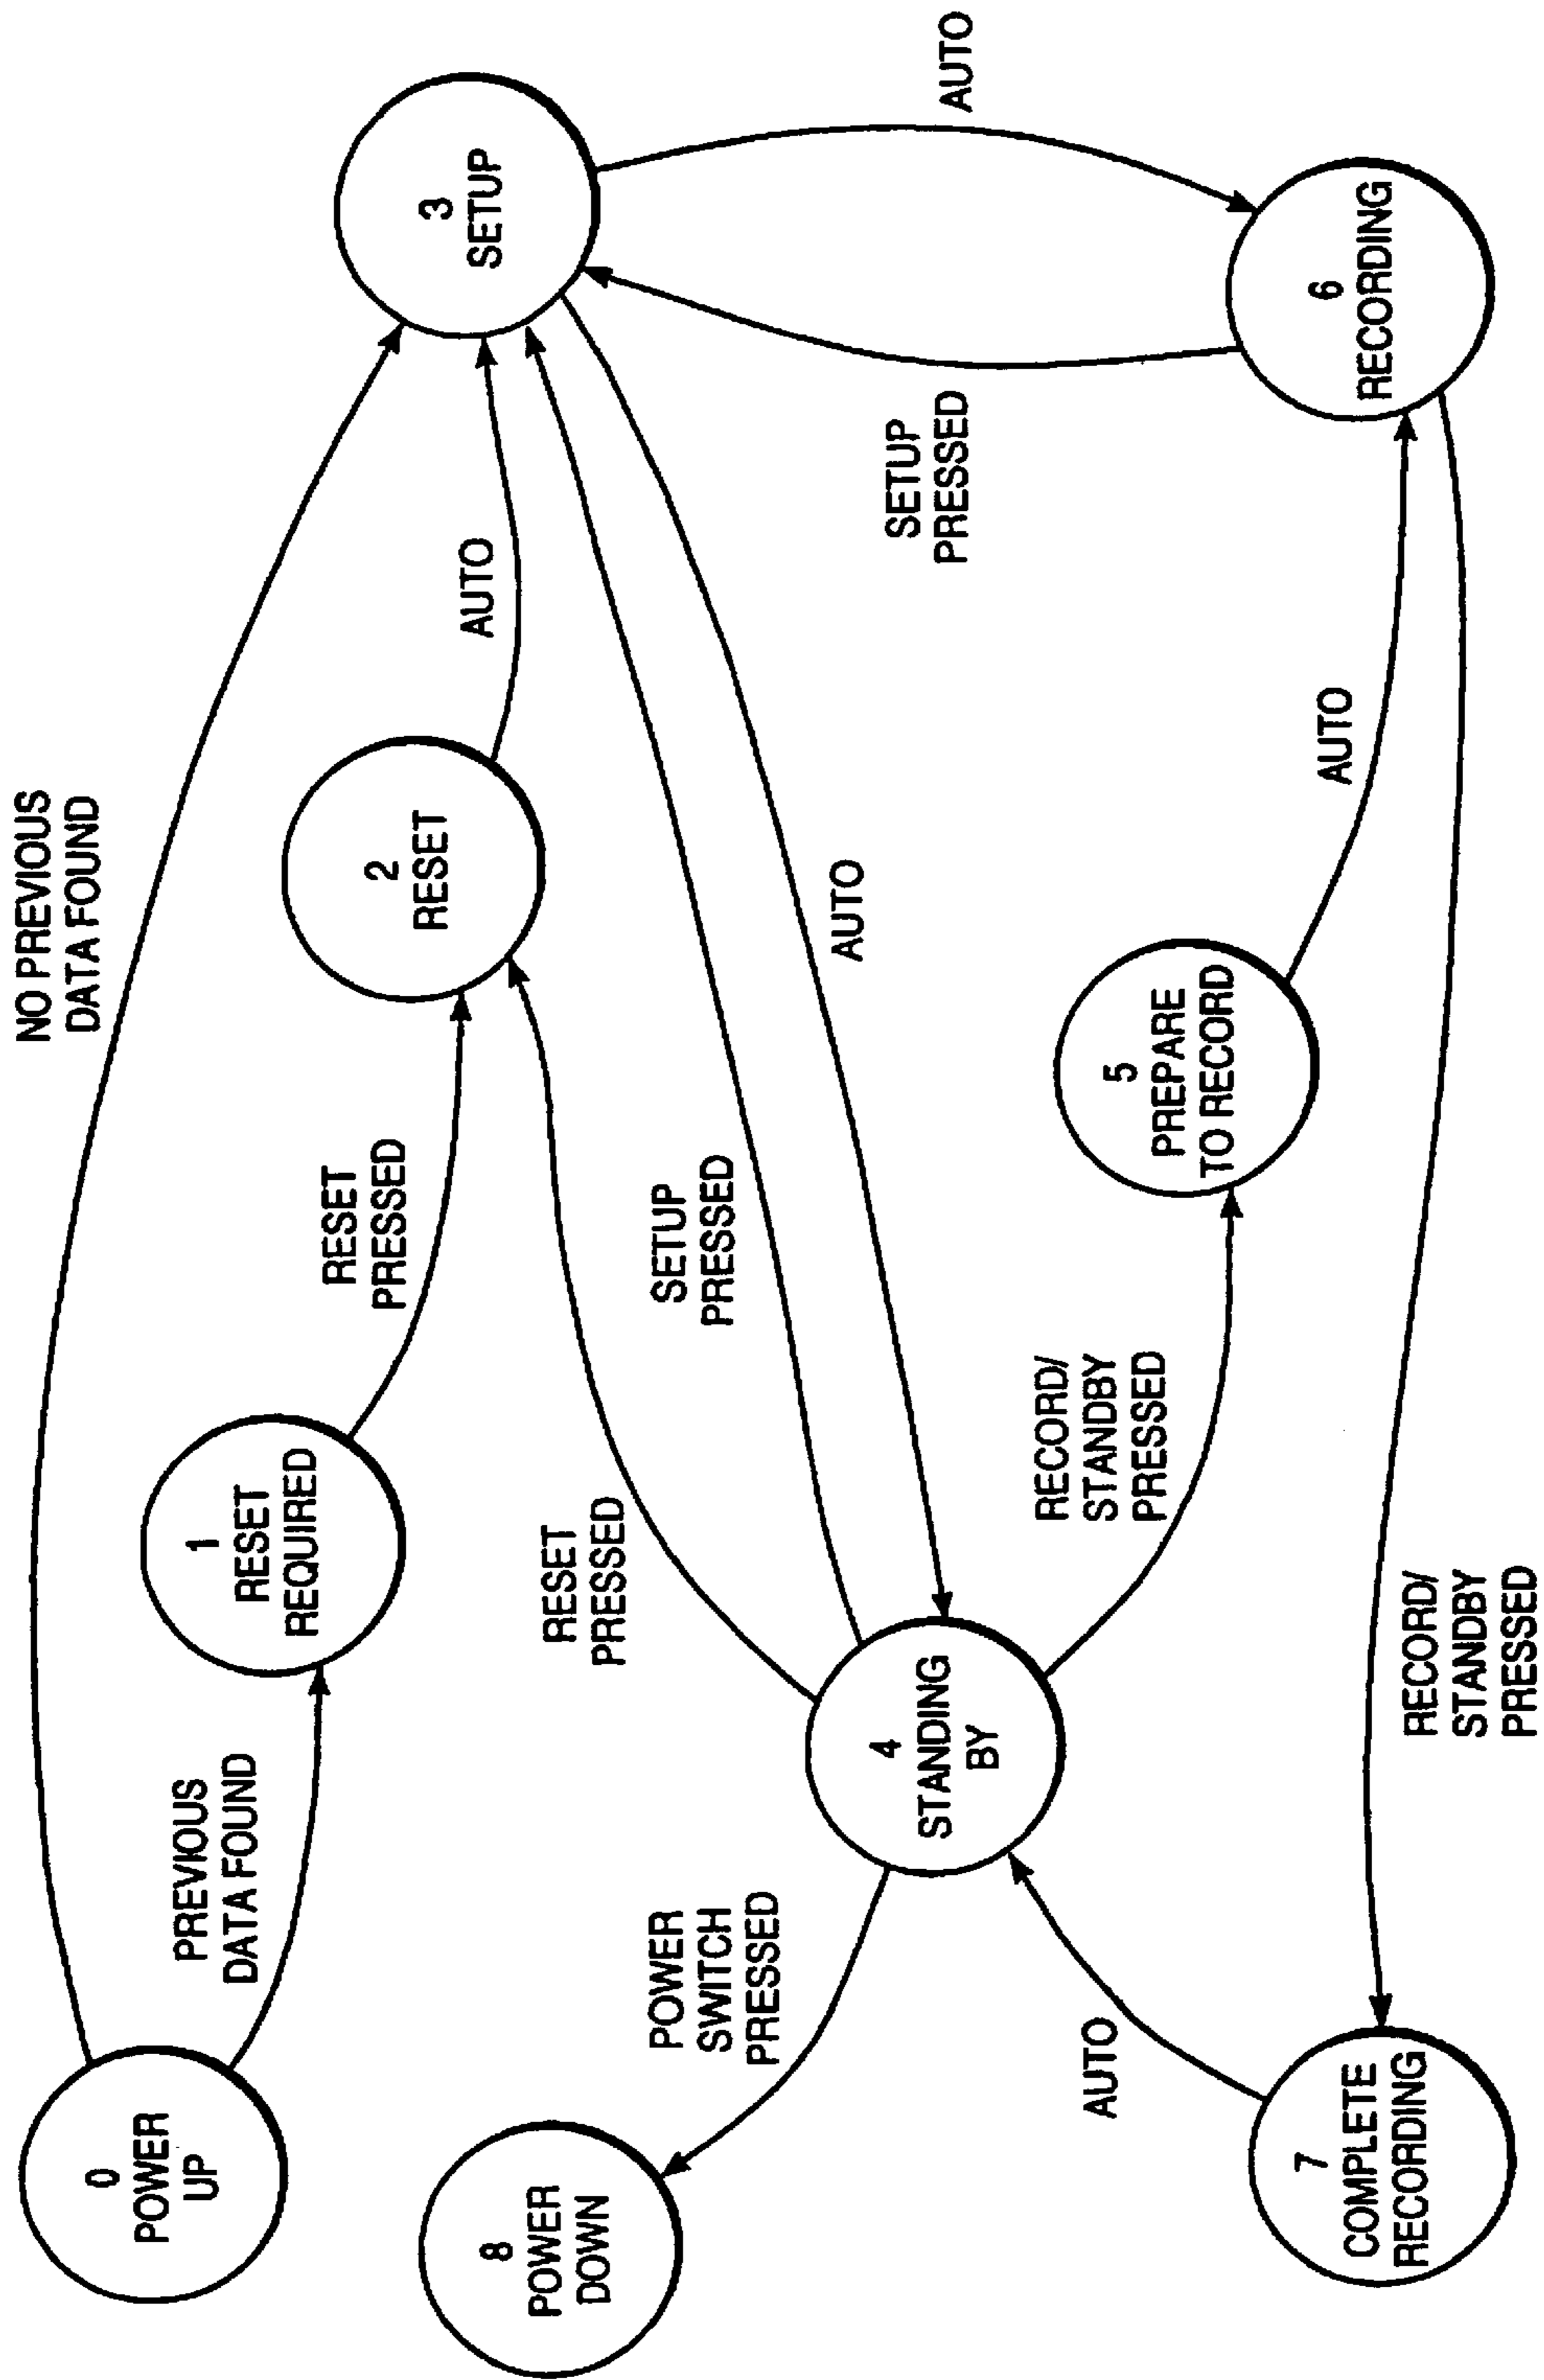 NO PREVIOUS
DATA FOUND
0
POWER
UP
PREVIOUS
DATA FOUND
1
RESET
REQUIRED
RESET
PRESSED
2
RESET
AUTO
3
SETUP
8
POWER
DOWN
POWER
SWITCH
PRESSED
RESET
PRESSED
SETUP
PRESSED
AUTO
4
STANDING
BY
RECORD/
STANDBY
PRESSED
5
PREPARE
TO RECORD
AUTO
SETUP
PRESSED
AUTO
6
RECORDING
7
COMPLETE
RECORDING
AUTO
RECORD/
STANDBY
PRESSED